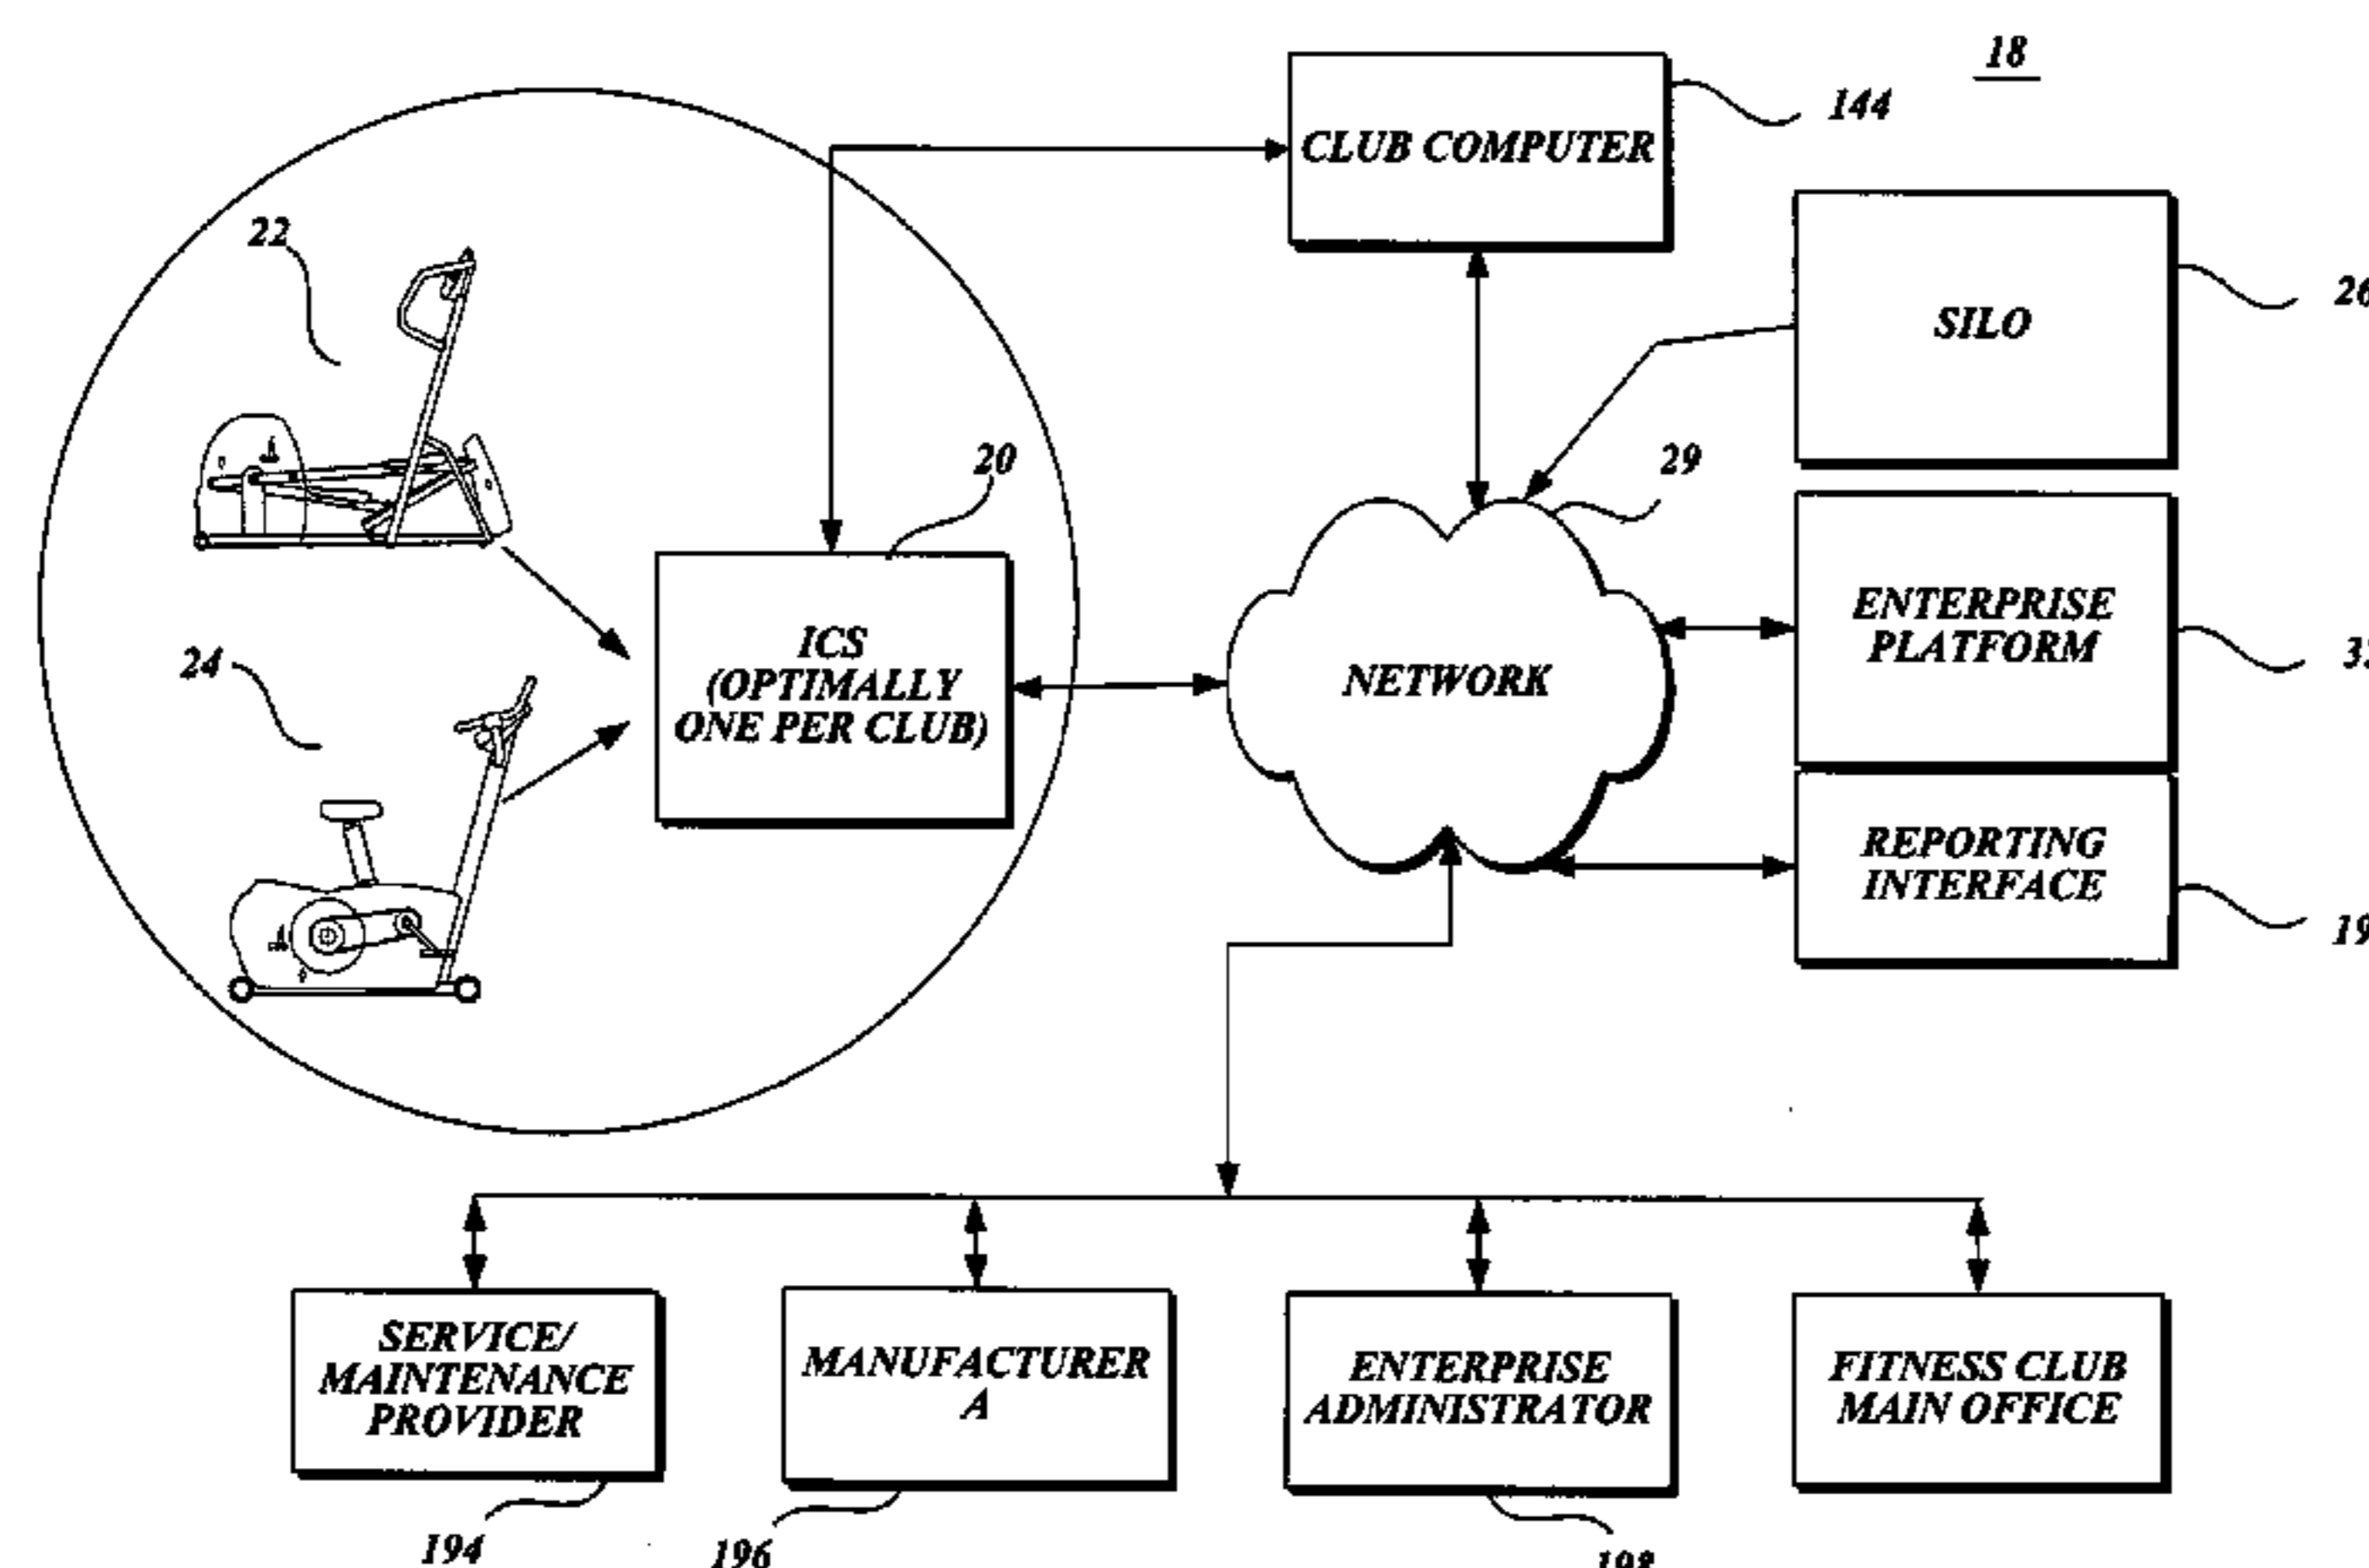 18
144
CLUB COMPUTER
22
SILO
29
20
ENTERPRISE
PLATFORM
ICS
(OPTIMALLY
ONE PER CLUB)
NETWORK
24
REPORTING
INTERFACE
SERVICE/
MAINTENANCE
PROVIDER
MANUFACTURER
A
ENTERPRISE
ADMINISTRATOR
FITNESS CLUB
MAIN OFFICE
194
196